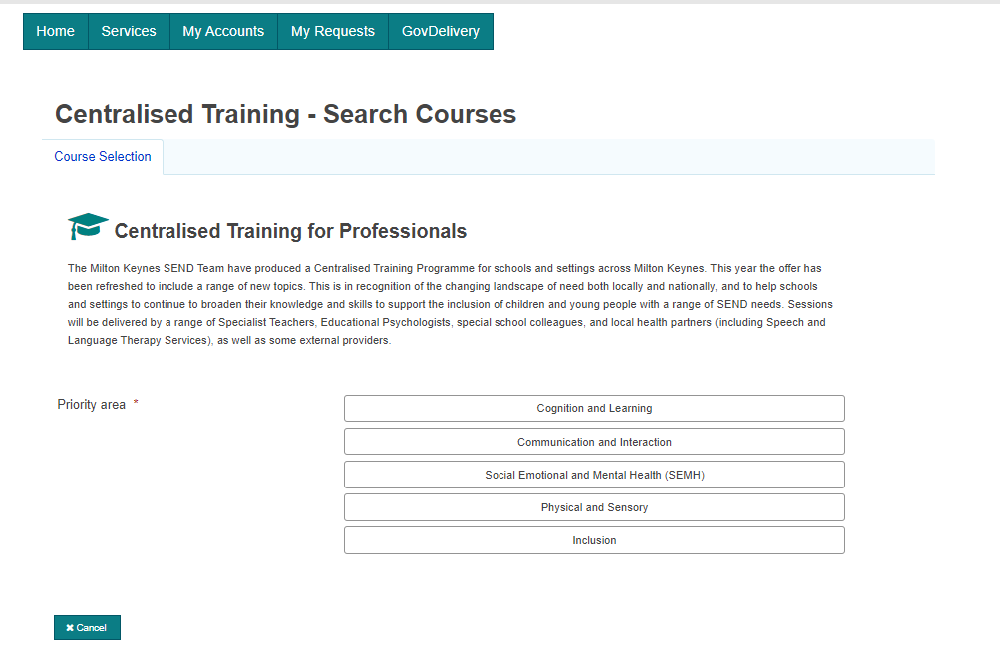 Home Services My Accounts My Requests GovDelivery
Centralised Training - Search Courses
Course Selection
Centralised Training for Professionals
The Milton Keynes SEND Team have produced a Centralised Training Programme for schools and settings across Milton Keynes. This year the offer has
been refreshed to include a range of new topics. This is in recognition of the changing landscape of need both locally and nationally, and to help schools
and settings to continue to broaden their knowledge and skills to support the inclusion of children and young people with a range of SEND needs. Sessions
will be delivered by a range of Specialist Teachers, Educational Psychologists, special school colleagues, and local health partners (including Speech and
Language Therapy Services), as well as some external providers.
Priority area *
Cognition and Learning
Communication and Interaction
Social Emotional and Mental Health (SEMH)
Physical and Sensory
Inclusion
✖ Cancel